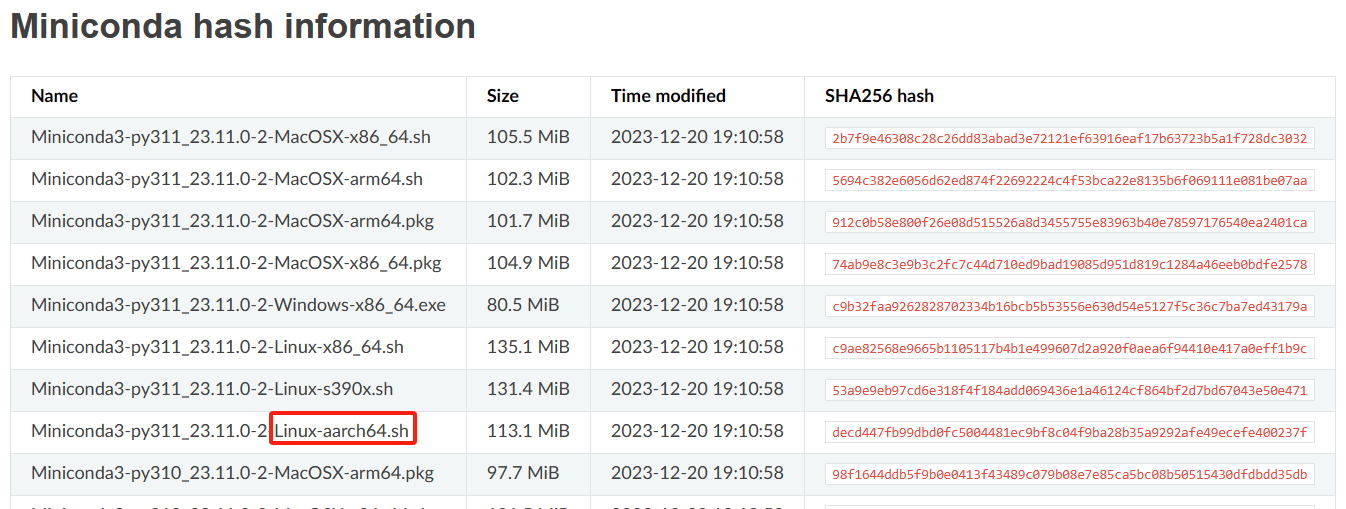 Miniconda hash information
Name Size Time modified SHA256 hash
Miniconda3-py311_23.11.0-2-MacOSX-x86_64.sh 105.5 MiB 2023-12-20 19:10:58 2b7f9e46308c28c26dd83abad3e72121ef63916eaf17b63723b5a1f728dc3032
Miniconda3-py311_23.11.0-2-MacOSX-arm64.sh 102.3 MiB 2023-12-20 19:10:58 5694c382e6056d62ed874f22692224c4f53bca22e8135b6f069111e081be07aa
Miniconda3-py311_23.11.0-2-MacOSX-arm64.pkg 101.7 MiB 2023-12-20 19:10:58 912c0b58e800f26e08d515526a8d3455755e83963b40e78597176540ea2401ca
Miniconda3-py311_23.11.0-2-MacOSX-x86_64.pkg 104.9 MiB 2023-12-20 19:10:58 74ab9e8c3e9b3c2fc7c44d710ed9bad19085d951d819c1284a46eeb0bdfe2578
Miniconda3-py311_23.11.0-2-Windows-x86_64.exe 80.5 MiB 2023-12-20 19:10:58 c9b32faa9262828702334b16bcb5b53556e630d54e5127f5c36c7ba7ed43179a
Miniconda3-py311_23.11.0-2-Linux-x86_64.sh 135.1 MiB 2023-12-20 19:10:58 c9ae82568e9665b1105117b4b1e499607d2a920f0aea6f94410e417a0eff1b9c
Miniconda3-py311_23.11.0-2-Linux-s390x.sh 131.4 MiB 2023-12-20 19:10:58 53a9e9eb97cd6e318f4f184add069436e1a46124cf864bf2d7bd67043e50e471
Miniconda3-py311_23.11.0-2-Linux-aarch64.sh 113.1 MiB 2023-12-20 19:10:58 decd447fb99dbd0fc5004481ec9bf8c04f9ba28b35a9292afe49ecefe400237f
Miniconda3-py310_23.11.0-2-MacOSX-arm64.pkg 97.7 MiB 2023-12-20 19:10:58 98f1644ddb5f9b0e0413f43489c079b08e7e85ca5bc08b50515430dfdbdd35db